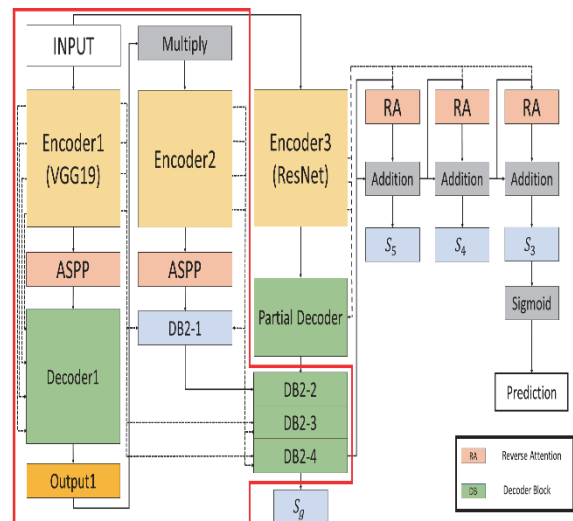 INPUT
Multiply
Encoder1
(VGG19)
Encoder2
Encoder3
(ResNet)
RA
RA
RA
Addition
Addition
Addition
S5
S4
S3
ASPP
ASPP
Sigmoid
Decoder1
DB2-1
Partial Decoder
Prediction
DB2-2
DB2-3
DB2-4
Output1
Sg
RA Reverse Attention
DB Decoder Block